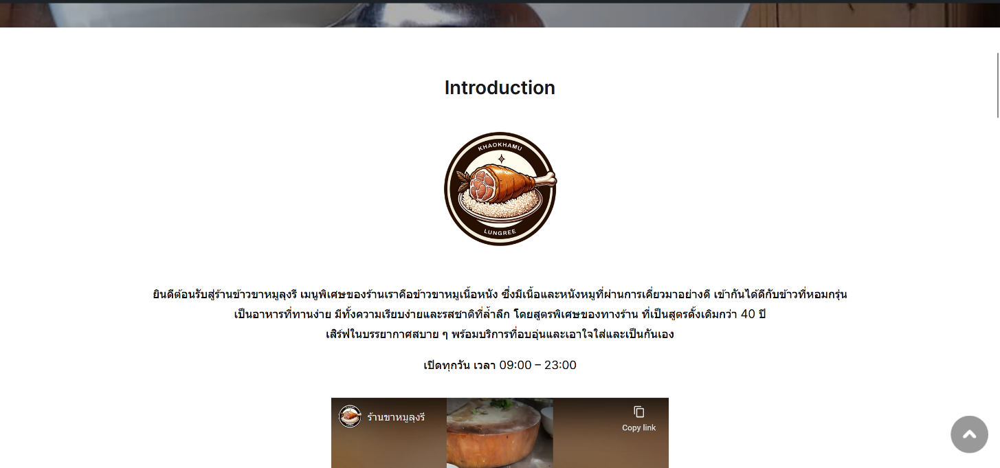 Introduction
KHAOKHAMU
LUNGREE
ยินดีต้อนรับสู่ร้านข้าวขาหมูลุงรี เมนูพิเศษของร้านเราคือข้าวขาหมูเนื้อหนัง ซึ่งมีเนื้อและหนังหมูที่ผ่านการเคี่ยวมาอย่างดี เข้ากันได้ดีกับข้าวที่หอมกรุ่น
เป็นอาหารที่ทานง่าย มีทั้งความเรียบง่ายและรสชาติที่ล้ำลึก โดยสูตรพิเศษของทางร้าน ที่เป็นสูตรดั้งเดิมกว่า 40 ปี
เสิร์ฟในบรรยากาศสบาย ๆ พร้อมบริการที่อบอุ่นและเอาใจใส่และเป็นกันเอง
เปิดทุกวัน เวลา 09:00 – 23:00
ร้านขาหมูลุงรี
Copy link